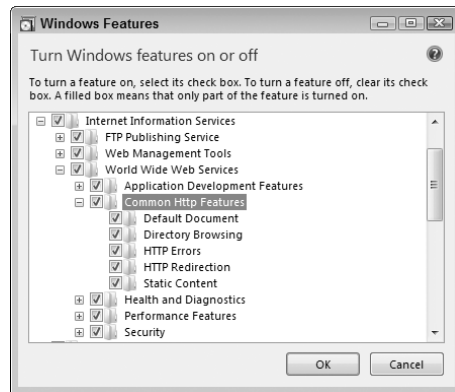 Windows Features
Turn Windows features on or off
To turn a feature on, select its check box. To turn a feature off, clear its check
box. A filled box means that only part of the feature is turned on.
Internet Information Services
FTP Publishing Service
Web Management Tools
World Wide Web Services
Application Development Features
Common Http Features
Default Document
Directory Browsing
HTTP Errors
HTTP Redirection
Static Content
Health and Diagnostics
Performance Features
Security
OK Cancel